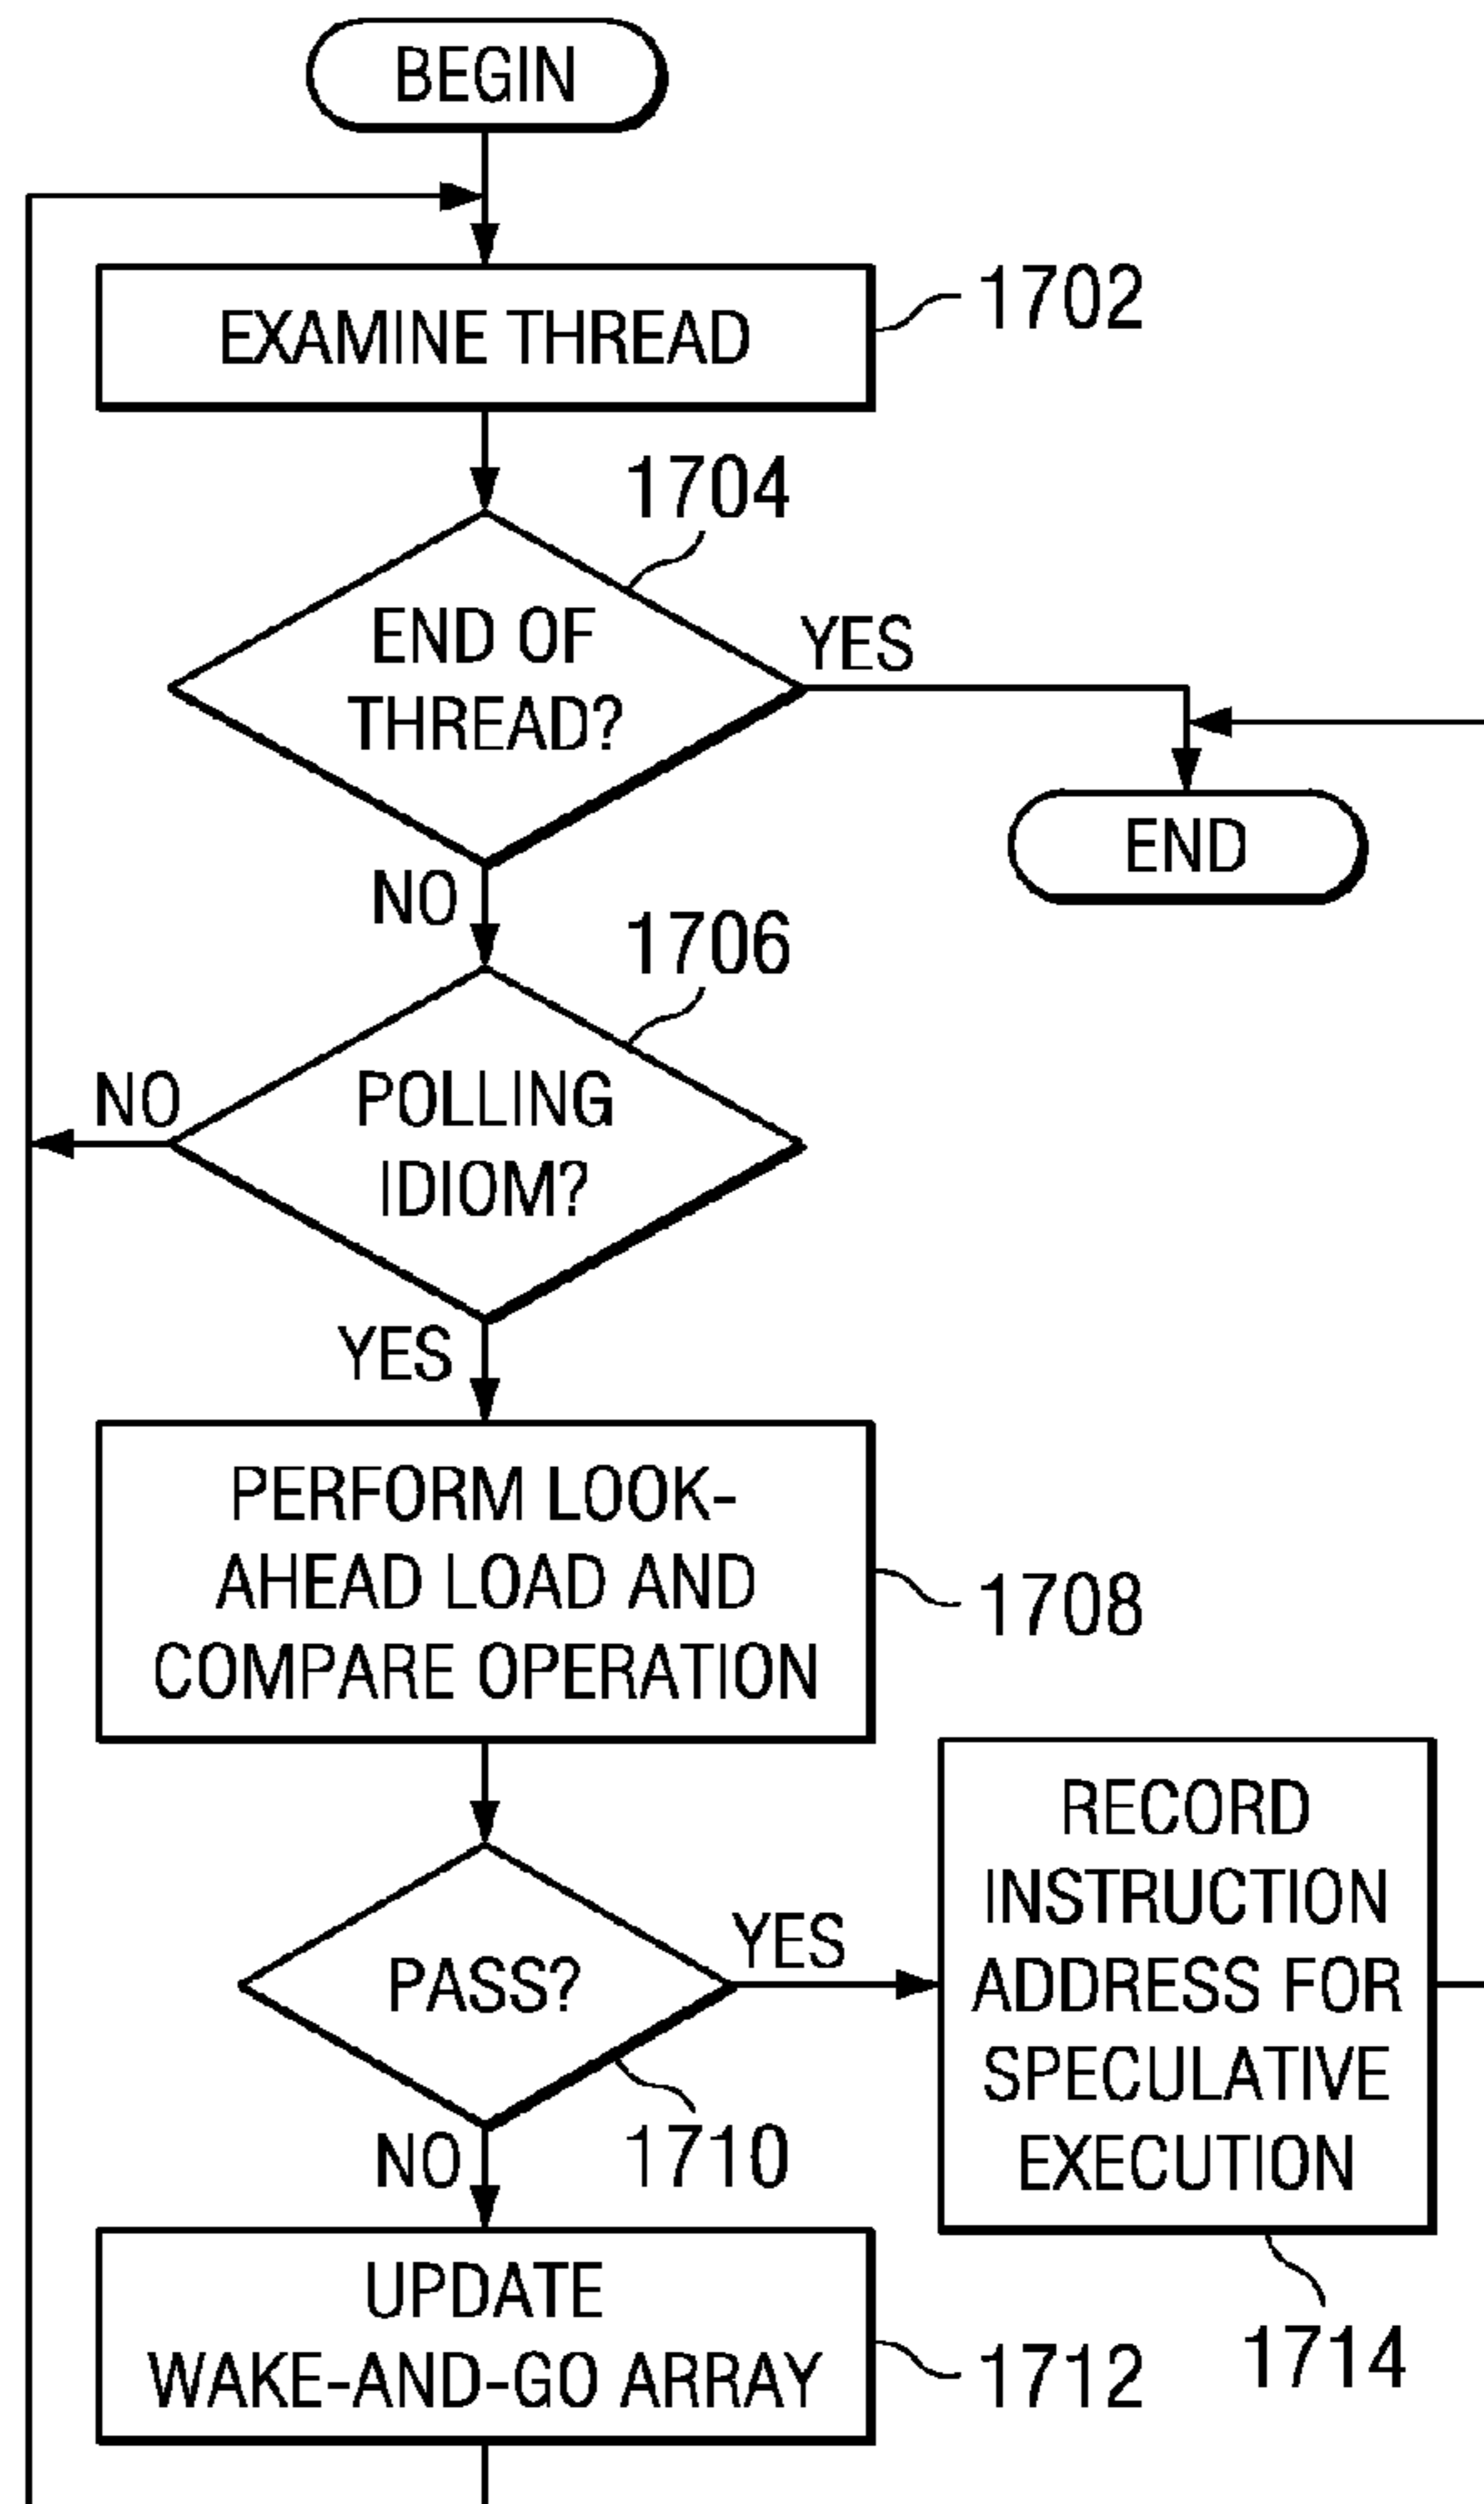 BEGIN
EXAMINE THREAD
1702
1704
END OF
THREAD?
YES
END
NO
1706
NO
POLLING
IDIOM?
YES
PERFORM LOOK-
AHEAD LOAD AND
COMPARE OPERATION
1708
PASS?
YES
1710
NO
RECORD
INSTRUCTION
ADDRESS FOR
SPECULATIVE
EXECUTION
1714
UPDATE
WAKE-AND-GO ARRAY
1712